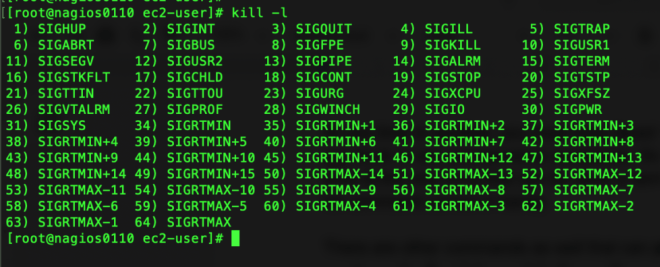 [[root@nagios0110 ec2-user]# kill -l
 1) SIGHUP 2) SIGINT 3) SIGQUIT 4) SIGILL 5) SIGTRAP
 6) SIGABRT 7) SIGBUS 8) SIGFPE 9) SIGKILL 10) SIGUSR1
11) SIGSEGV 12) SIGUSR2 13) SIGPIPE 14) SIGALRM 15) SIGTERM
16) SIGSTKFLT 17) SIGCHLD 18) SIGCONT 19) SIGSTOP 20) SIGTSTP
21) SIGTTIN 22) SIGTTOU 23) SIGURG 24) SIGXCPU 25) SIGXFSZ
26) SIGVTALRM 27) SIGPROF 28) SIGWINCH 29) SIGIO 30) SIGPWR
31) SIGSYS 34) SIGRTMIN 35) SIGRTMIN+1 36) SIGRTMIN+2 37) SIGRTMIN+3
38) SIGRTMIN+4 39) SIGRTMIN+5 40) SIGRTMIN+6 41) SIGRTMIN+7 42) SIGRTMIN+8
43) SIGRTMIN+9 44) SIGRTMIN+10 45) SIGRTMIN+11 46) SIGRTMIN+12 47) SIGRTMIN+13
48) SIGRTMIN+14 49) SIGRTMIN+15 50) SIGRTMAX-14 51) SIGRTMAX-13 52) SIGRTMAX-12
53) SIGRTMAX-11 54) SIGRTMAX-10 55) SIGRTMAX-9 56) SIGRTMAX-8 57) SIGRTMAX-7
58) SIGRTMAX-6 59) SIGRTMAX-5 60) SIGRTMAX-4 61) SIGRTMAX-3 62) SIGRTMAX-2
63) SIGRTMAX-1 64) SIGRTMAX
[root@nagios0110 ec2-user]#